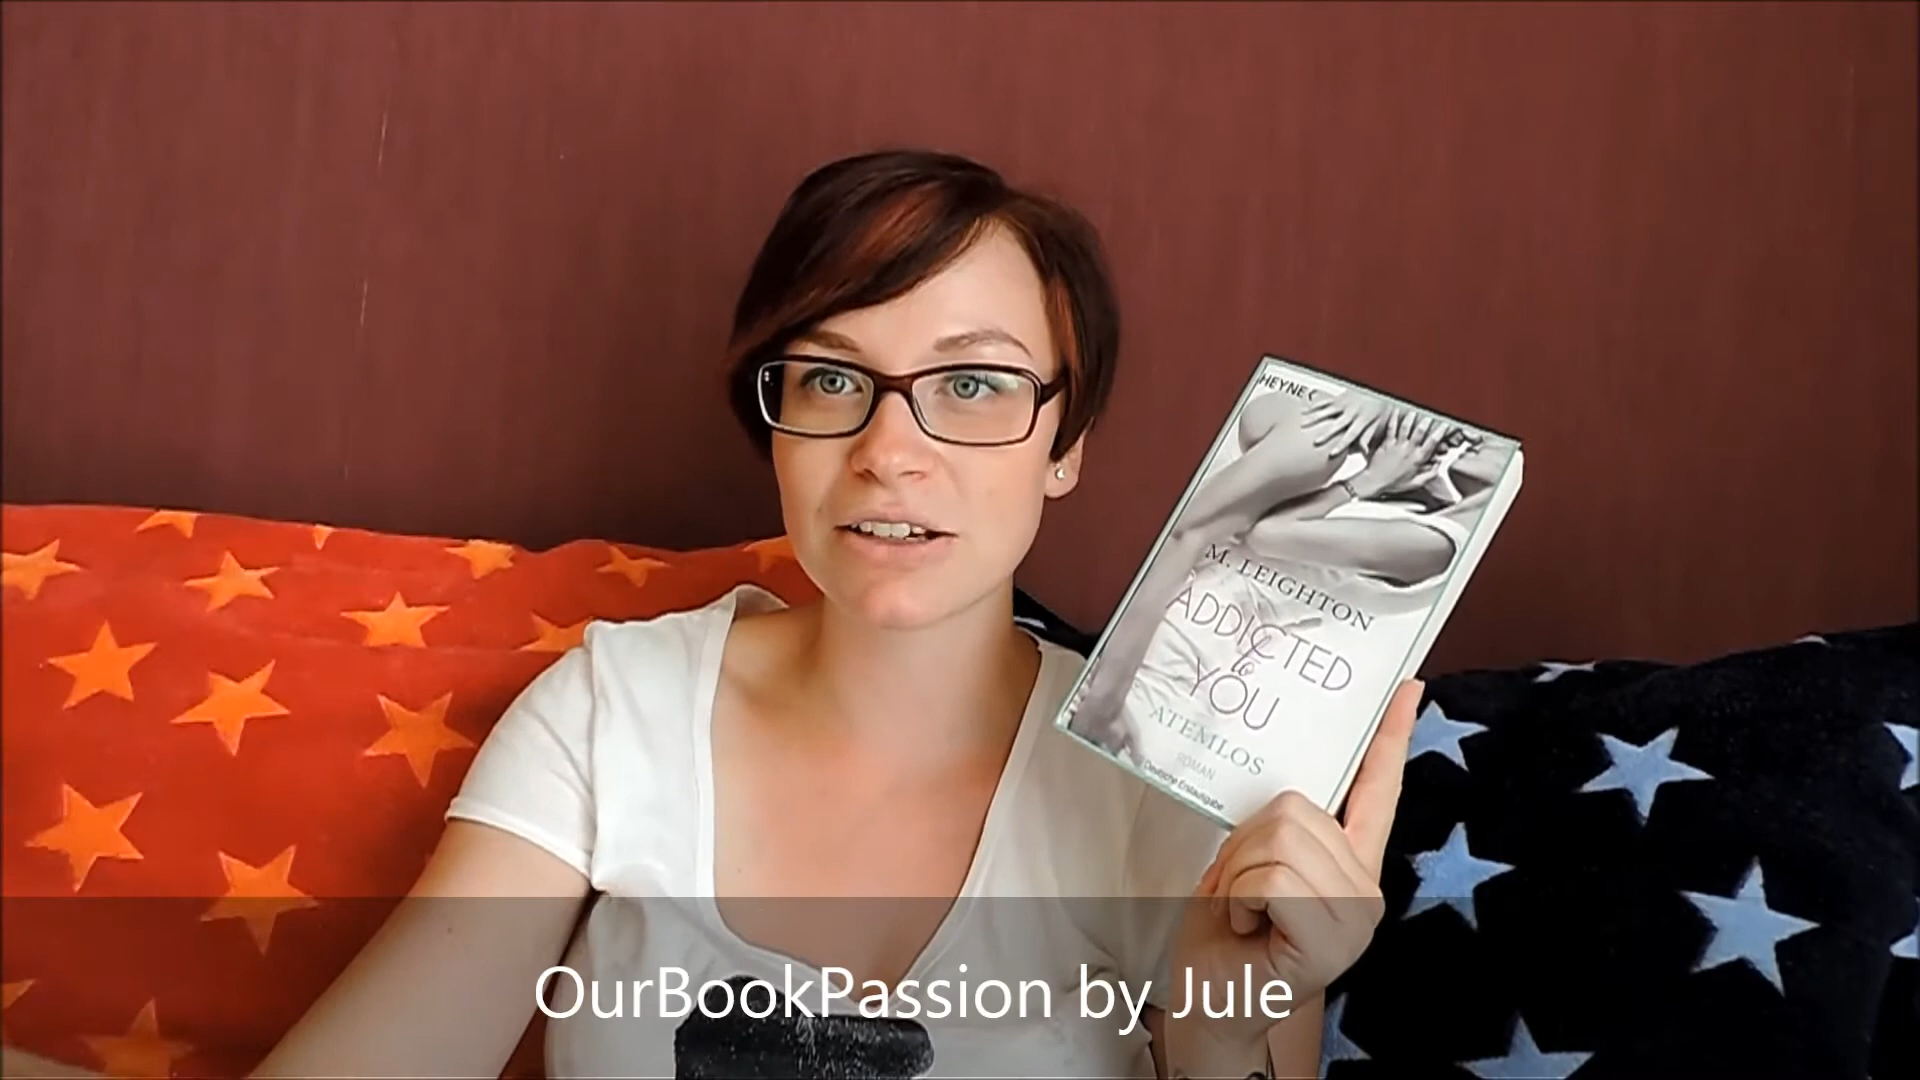 HEYNE
M. LEIGHTON
ADDICTED
to
YOU
ATEMLOS
ROMAN
Deutsche Erstausgabe
OurBookPassion by Jule